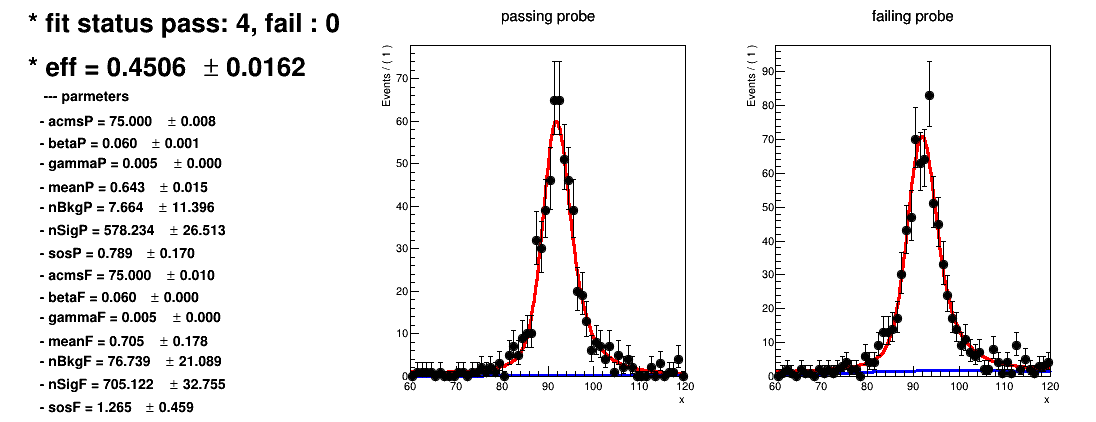 * fit status pass: 4, fail : 0
* eff = 0.4506 ± 0.0162
--- parmeters
- acmsP = 75.000 ± 0.008
- betaP = 0.060 ± 0.001
- gammaP = 0.005 ± 0.000
- meanP = 0.643 ± 0.015
- nBkgP = 7.664 ± 11.396
- nSigP = 578.234 ± 26.513
- sosP = 0.789 ± 0.170
- acmsF = 75.000 ± 0.010
- betaF = 0.060 ± 0.000
- gammaF = 0.005 ± 0.000
- meanF = 0.705 ± 0.178
- nBkgF = 76.739 ± 21.089
- nSigF = 705.122 ± 32.755
- sosF = 1.265 ± 0.459
passing probe
Events / ( 1 )
70
60
50
40
30
20
10
0
60 70 80 90 100 110 120
x
failing probe
Events / ( 1 )
90
80
70
60
50
40
30
20
10
0
60 70 80 90 100 110 120
x